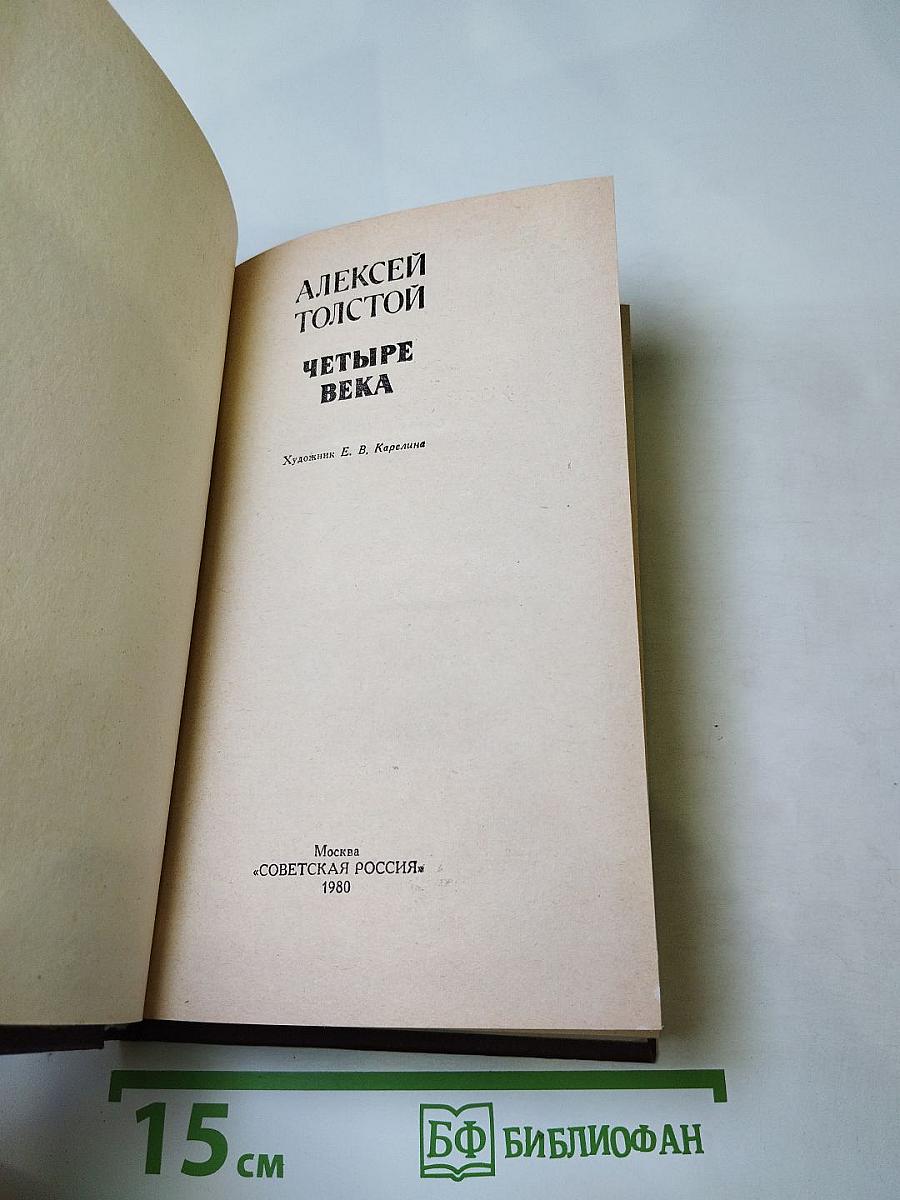 АЛЕКСЕЙ
ТОЛСТОЙ
ЧЕТЫРЕ
ВЕКА
Художник Е. В. Карелина
Москва
«СОВЕТСКАЯ РОССИЯ»
1980
15 см
БФ БИБЛИОФАН